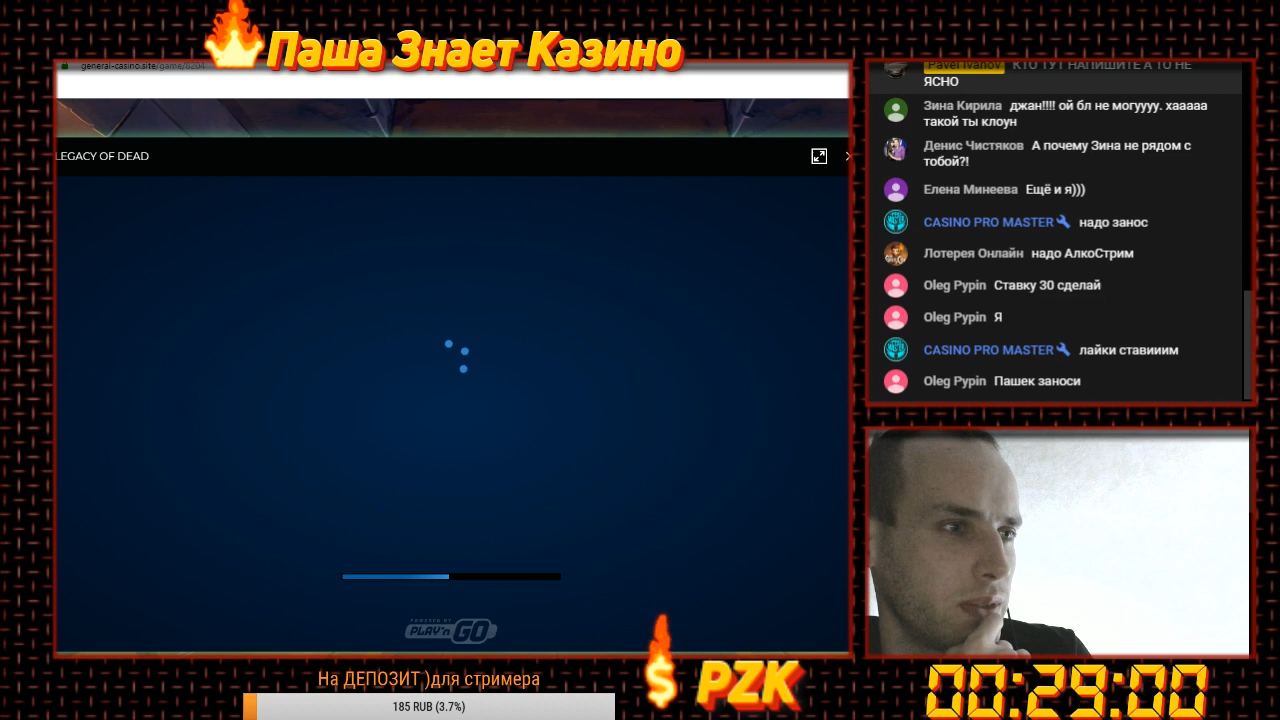 Паша Знает Казино
general-casino.site/game/6204
LEGACY OF DEAD
POWERED BY
PLAY'n GO
Pavel Ivanov КТО ТУТ НАПИШИТЕ А ТО НЕ
ЯСНО
Зина Кирила джан!!!! ой бл не могуууу. хааааа
такой ты клоун
Денис Чистяков А почему Зина не рядом с
тобой?!
Елена Минеева Ещё и я)))
CASINO PRO MASTER надо занос
Лотерея Онлайн надо АлкоСтрим
Oleg Pypin Ставку 30 сделай
Oleg Pypin Я
CASINO PRO MASTER лайки ставииим
Oleg Pypin Пашек заноси
На ДЕПОЗИТ )для стримера
185 RUB (3.7%)
$ PZK
00:29:00